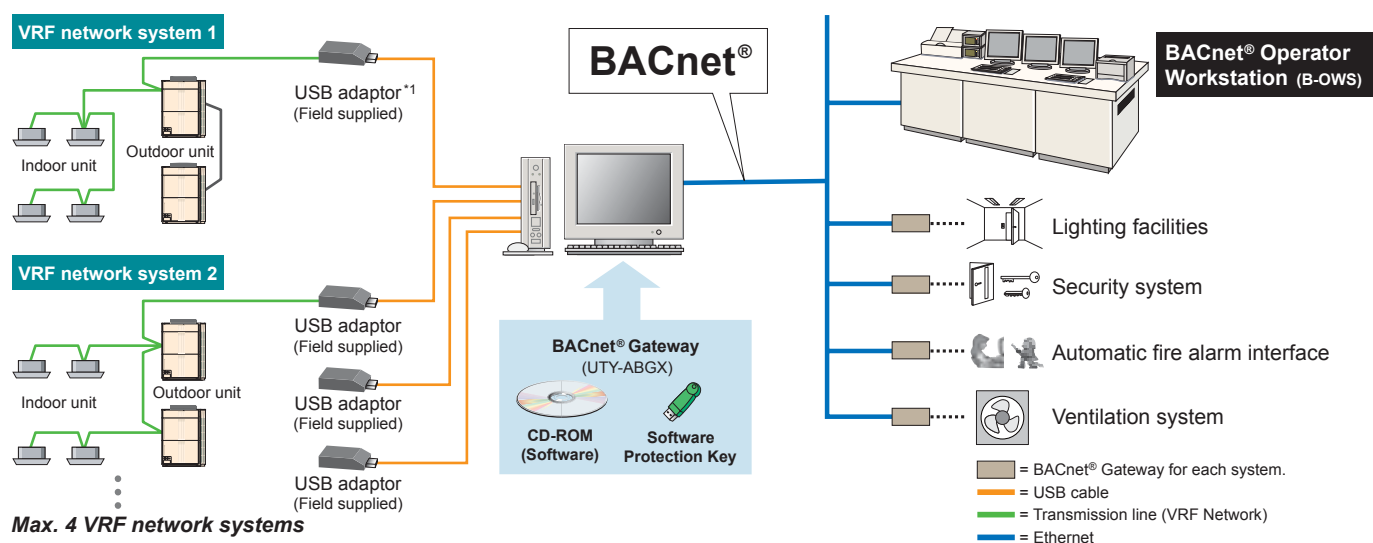 VRF network system 1
USB adaptor*1
(Field supplied)
Indoor unit
Outdoor unit
VRF network system 2
USB adaptor
(Field supplied)
Indoor unit
Outdoor unit
USB adaptor
(Field supplied)
USB adaptor
(Field supplied)
Max. 4 VRF network systems
BACnet®
BACnet® Gateway
(UTY-ABGX)
CD-ROM
(Software)
Software
Protection Key
BACnet® Operator
Workstation (B-OWS)
Lighting facilities
Security system
Automatic fire alarm interface
Ventilation system
= BACnet® Gateway for each system.
= USB cable
= Transmission line (VRF Network)
= Ethernet